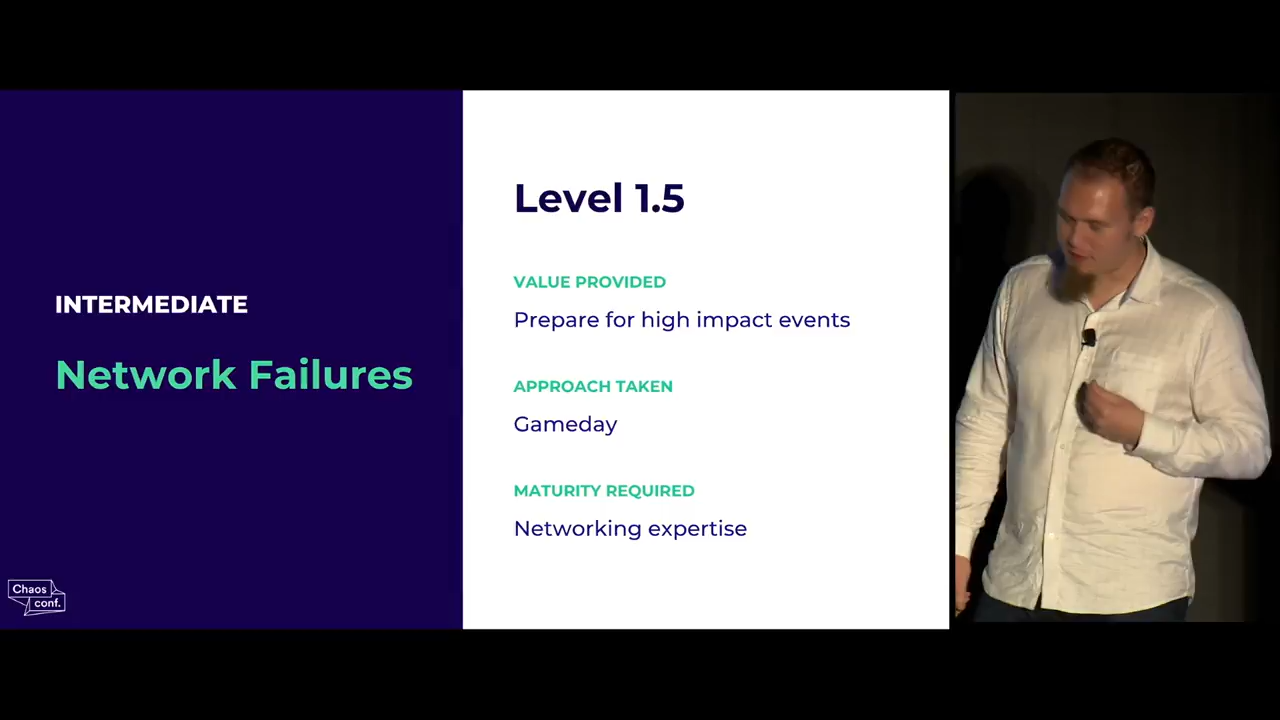 INTERMEDIATE
Network Failures
Chaos
conf.
Level 1.5
VALUE PROVIDED
Prepare for high impact events
APPROACH TAKEN
Gameday
MATURITY REQUIRED
Networking expertise